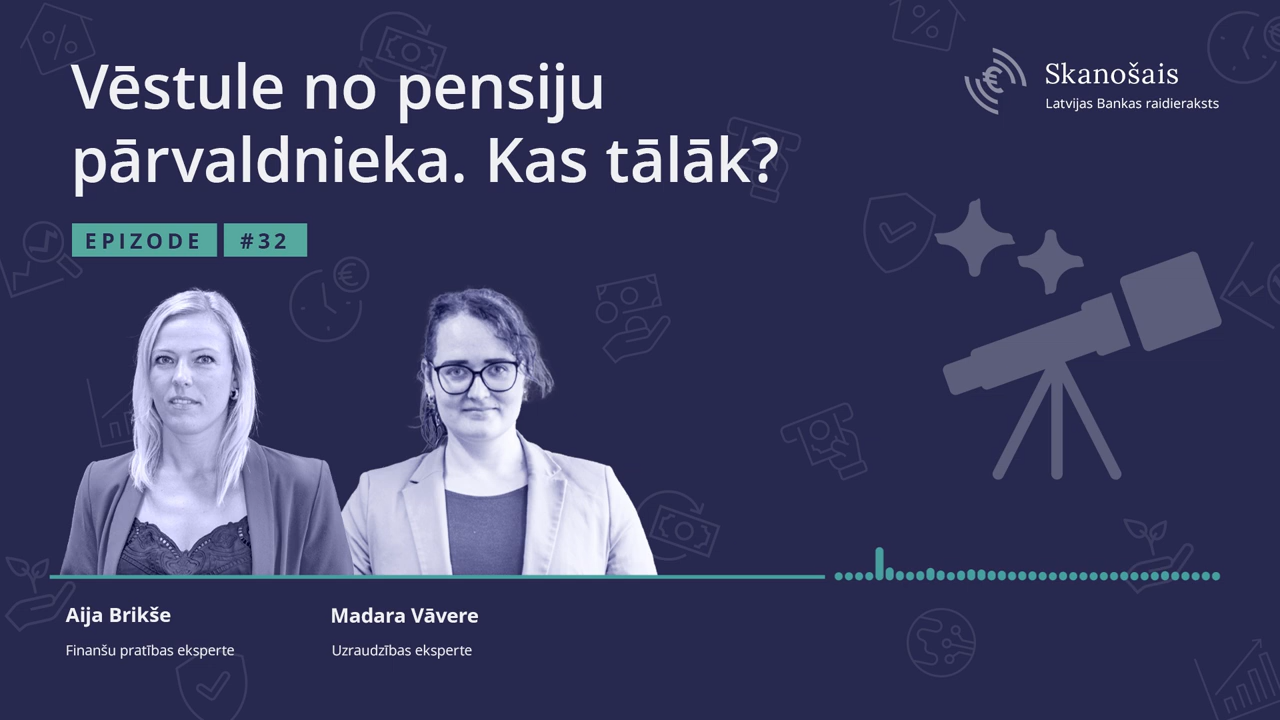 Vēstule no pensiju
pārvaldnieka. Kas tālāk?
EPIZODE #32
Skanošais
Latvijas Bankas raidieraksts
Aija Brikše
Finanšu pratības eksperte
Madara Vāvere
Uzraudzības eksperte